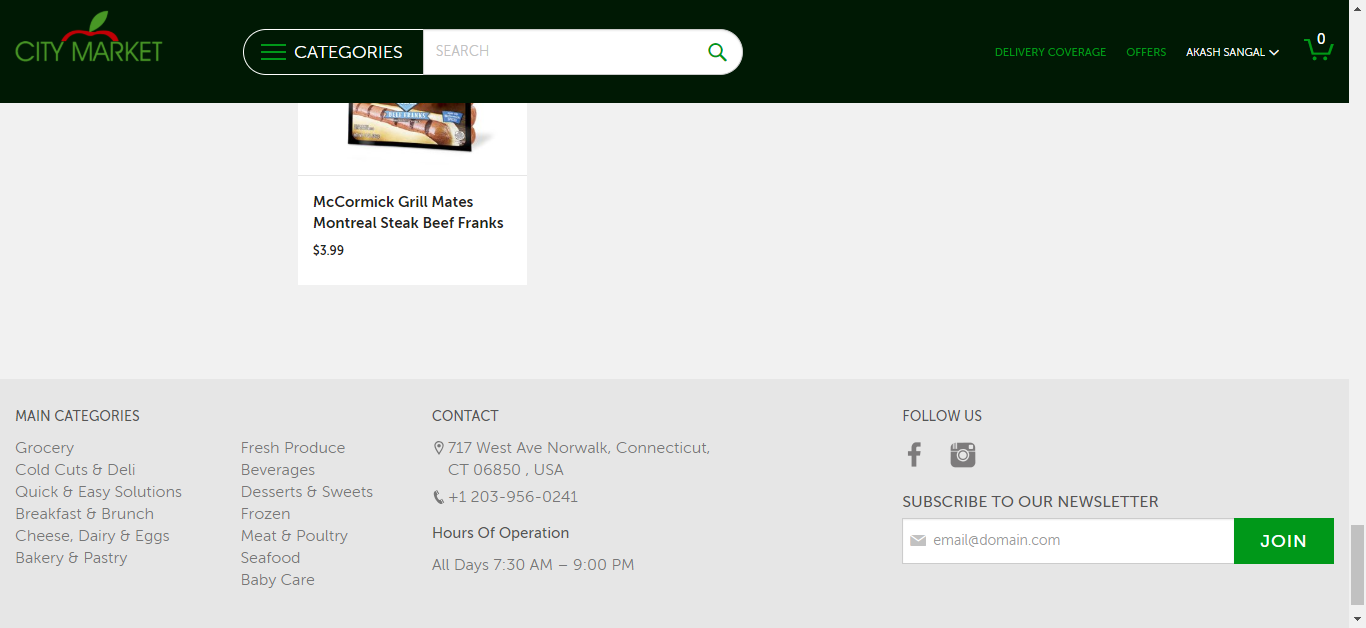 CITY MARKET
CATEGORIES
SEARCH
DELIVERY COVERAGE
OFFERS
AKASH SANGAL
0
BEEF FRANKS
McCormick Grill Mates
Montreal Steak Beef Franks
$3.99
MAIN CATEGORIES
Grocery
Cold Cuts & Deli
Quick & Easy Solutions
Breakfast & Brunch
Cheese, Dairy & Eggs
Bakery & Pastry
Fresh Produce
Beverages
Desserts & Sweets
Frozen
Meat & Poultry
Seafood
Baby Care
CONTACT
717 West Ave Norwalk, Connecticut,
CT 06850 , USA
+1 203-956-0241
Hours Of Operation
All Days 7:30 AM – 9:00 PM
FOLLOW US
SUBSCRIBE TO OUR NEWSLETTER
email@domain.com
JOIN